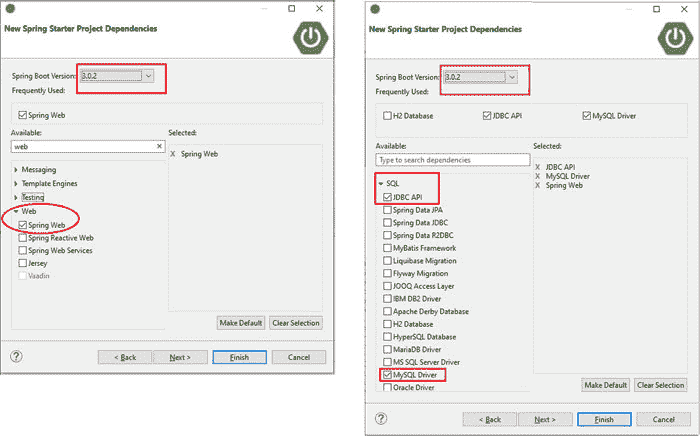 New Spring Starter Project Dependencies
Spring Boot Version: 3.0.2
Frequently Used:
Spring Web
Available:
Selected:
web
X Spring Web
Messaging
Template Engines
Testing
Web
Spring Web
Spring Reactive Web
Spring Web Services
Jersey
Vaadin
Make Default
Clear Selection
?
< Back
Next >
Finish
Cancel
New Spring Starter Project Dependencies
Spring Boot Version: 3.0.2
Frequently Used:
H2 Database
JDBC API
MySQL Driver
Available:
Selected:
Type to search dependencies
X JDBC API
X MySQL Driver
X Spring Web
SQL
JDBC API
Spring Data JPA
Spring Data JDBC
Spring Data R2DBC
MyBatis Framework
Liquibase Migration
Flyway Migration
JOOQ Access Layer
IBM DB2 Driver
Apache Derby Database
H2 Database
HyperSQL Database
MariaDB Driver
MS SQL Server Driver
MySQL Driver
Oracle Driver
Make Default
Clear Selection
?
< Back
Next >
Finish
Cancel